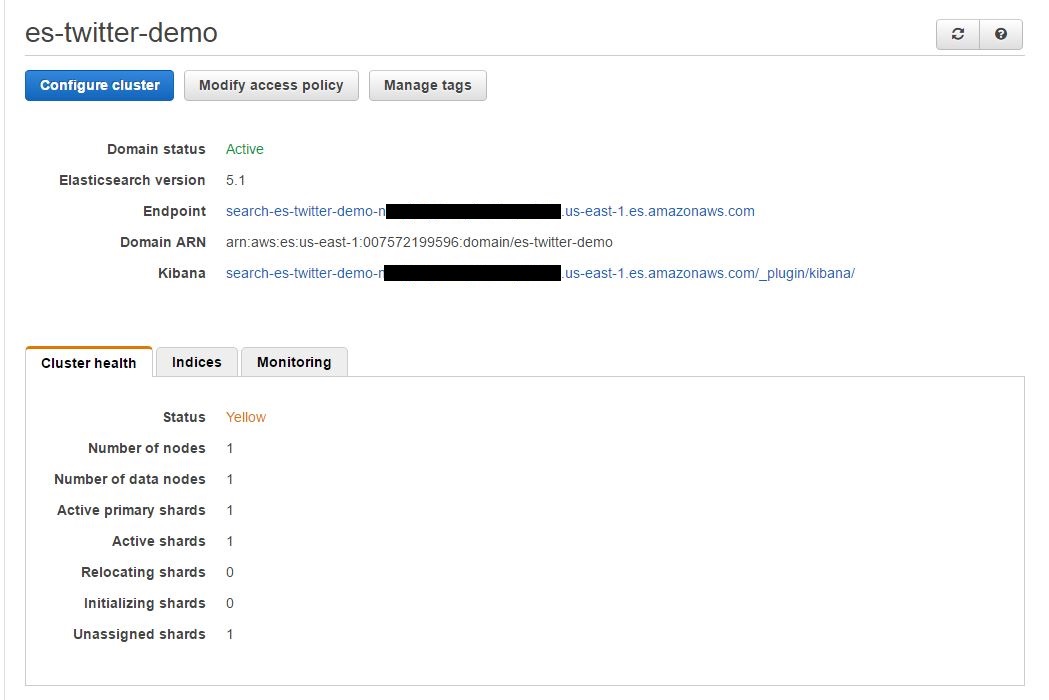 es-twitter-demo
Configure cluster Modify access policy Manage tags
Domain status Active
Elasticsearch version 5.1
Endpoint search-es-twitter-demo-n .us-east-1.es.amazonaws.com
Domain ARN arn:aws:es:us-east-1:007572199596:domain/es-twitter-demo
Kibana search-es-twitter-demo-n .us-east-1.es.amazonaws.com/_plugin/kibana/
Cluster health Indices Monitoring
Status Yellow
Number of nodes 1
Number of data nodes 1
Active primary shards 1
Active shards 1
Relocating shards 0
Initializing shards 0
Unassigned shards 1